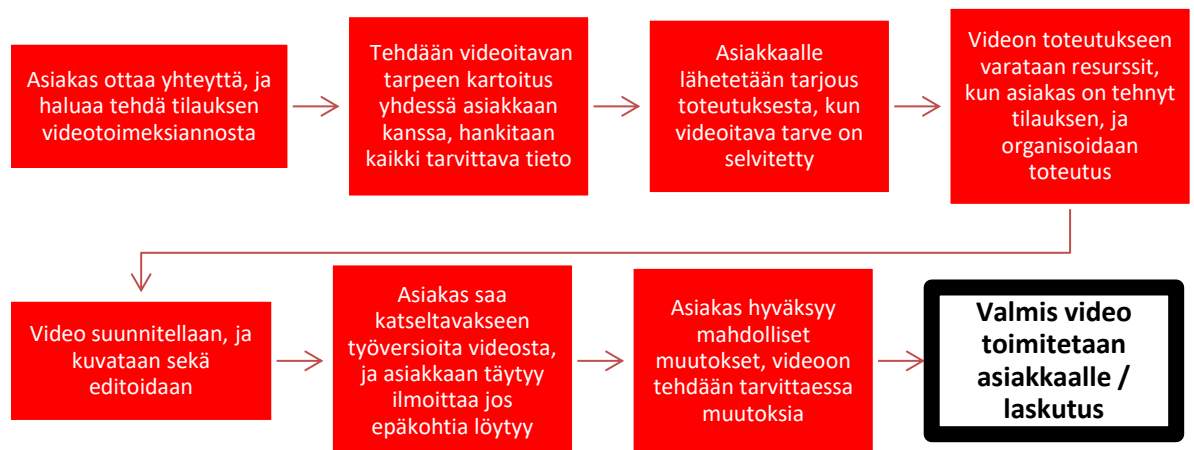 Asiakas ottaa yhteyttä, ja
haluaa tehdä tilauksen
videotoimeksiannosta
Tehdään videoitavan
tarpeen kartoitus
yhdessä asiakkaan
kanssa, hankitaan
kaikki tarvittava tieto
Asiakkaalle
lähetetään tarjous
toteutuksesta, kun
videoitava tarve on
selvitetty
Videon toteutukseen
varataan resurssit,
kun asiakas on tehnyt
tilauksen, ja
organisoidaan
toteutus
Video suunnitellaan, ja
kuvataan sekä
editoidaan
Asiakas saa
katseltavakseen
työversioita videosta,
ja asiakkaan täytyy
ilmoittaa jos
epäkohtia löytyy
Asiakas hyväksyy
mahdolliset
muutokset, videoon
tehdään tarvittaessa
muutoksia
Valmis video
toimitetaan
asiakkaalle /
laskutus